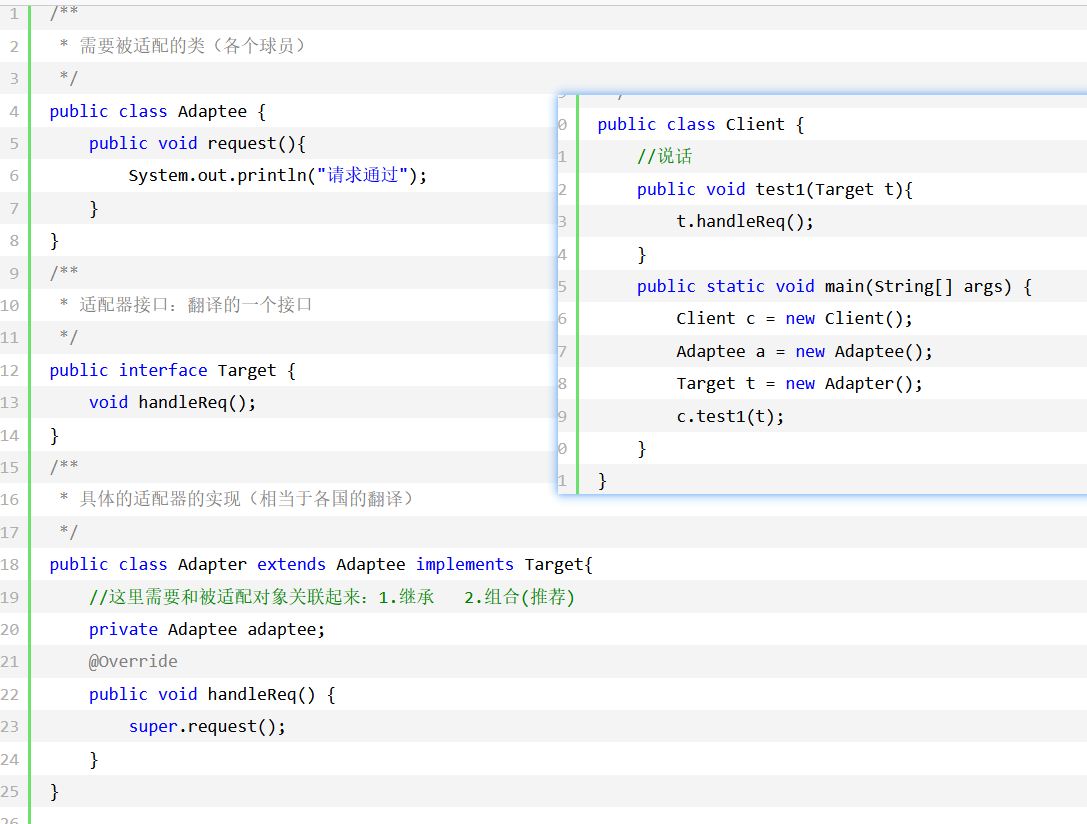 1 /**
2  * 需要被适配的类（各个球员）
3  */
4 public class Adaptee {
5     public void request(){
6         System.out.println("请求通过");
7     }
8 }
9 /**
10  * 适配器接口：翻译的一个接口
11  */
12 public interface Target {
13     void handleReq();
14 }
15 /**
16  * 具体的适配器的实现（相当于各国的翻译）
17  */
18 public class Adapter extends Adaptee implements Target{
19     //这里需要和被适配对象关联起来：1.继承   2.组合(推荐)
20     private Adaptee adaptee;
21     @Override
22     public void handleReq() {
23         super.request();
24     }
25 }
26
0 public class Client {
1     //说话
2     public void test1(Target t){
3         t.handleReq();
4     }
5     public static void main(String[] args) {
6         Client c = new Client();
7         Adaptee a = new Adaptee();
8         Target t = new Adapter();
9         c.test1(t);
0     }
1 }